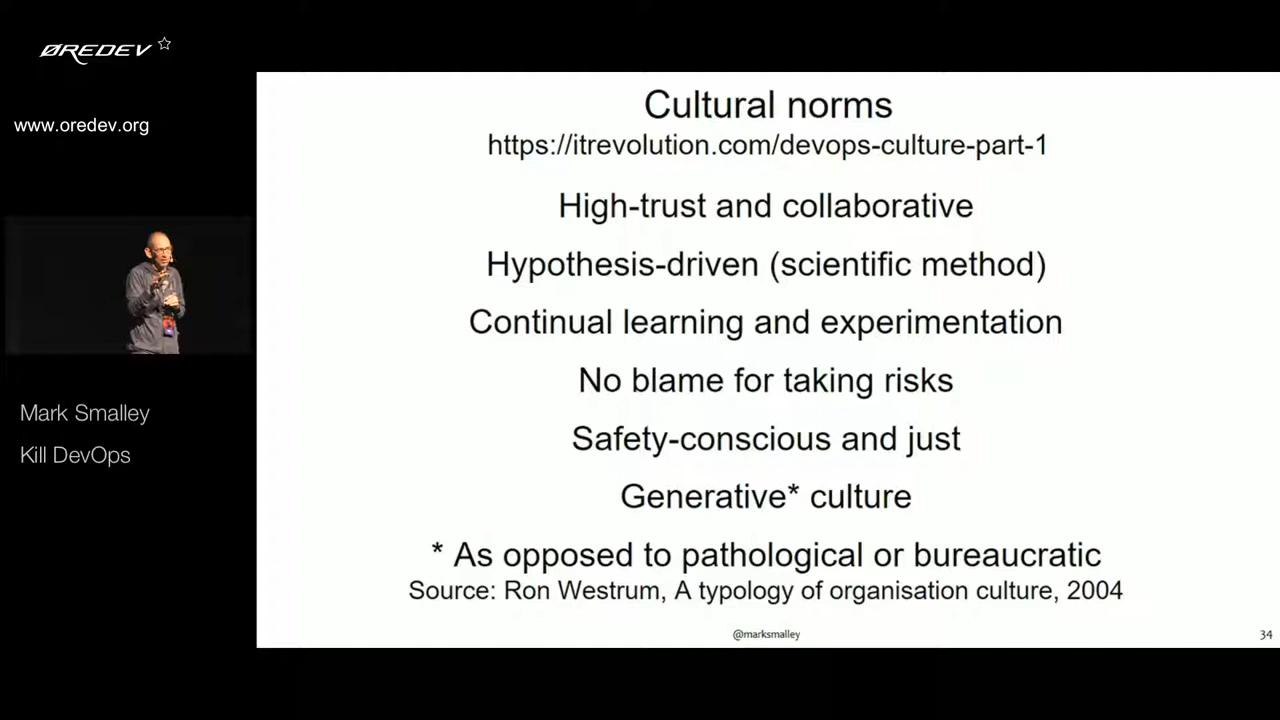 ØREDEV
www.oredev.org
Mark Smalley
Kill DevOps
Cultural norms
https://itrevolution.com/devops-culture-part-1
High-trust and collaborative
Hypothesis-driven (scientific method)
Continual learning and experimentation
No blame for taking risks
Safety-conscious and just
Generative* culture
* As opposed to pathological or bureaucratic
Source: Ron Westrum, A typology of organisation culture, 2004
@marksmalley
34